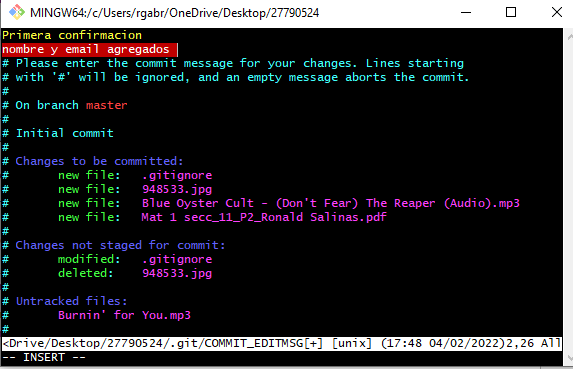 MINGW64:/c/Users/rgabr/OneDrive/Desktop/27790524
Primera confirmacion
nombre y email agregados
# Please enter the commit message for your changes. Lines starting
# with '#' will be ignored, and an empty message aborts the commit.
#
# On branch master
#
# Initial commit
#
# Changes to be committed:
#       new file:   .gitignore
#       new file:   948533.jpg
#       new file:   Blue Oyster Cult - (Don't Fear) The Reaper (Audio).mp3
#       new file:   Mat 1 secc_11_P2_Ronald Salinas.pdf
#
# Changes not staged for commit:
#       modified:   .gitignore
#       deleted:    948533.jpg
#
# Untracked files:
#       Burnin' for You.mp3
#
<Drive/Desktop/27790524/.git/COMMIT_EDITMSG[+] [unix] (17:48 04/02/2022)2,26 All
-- INSERT --